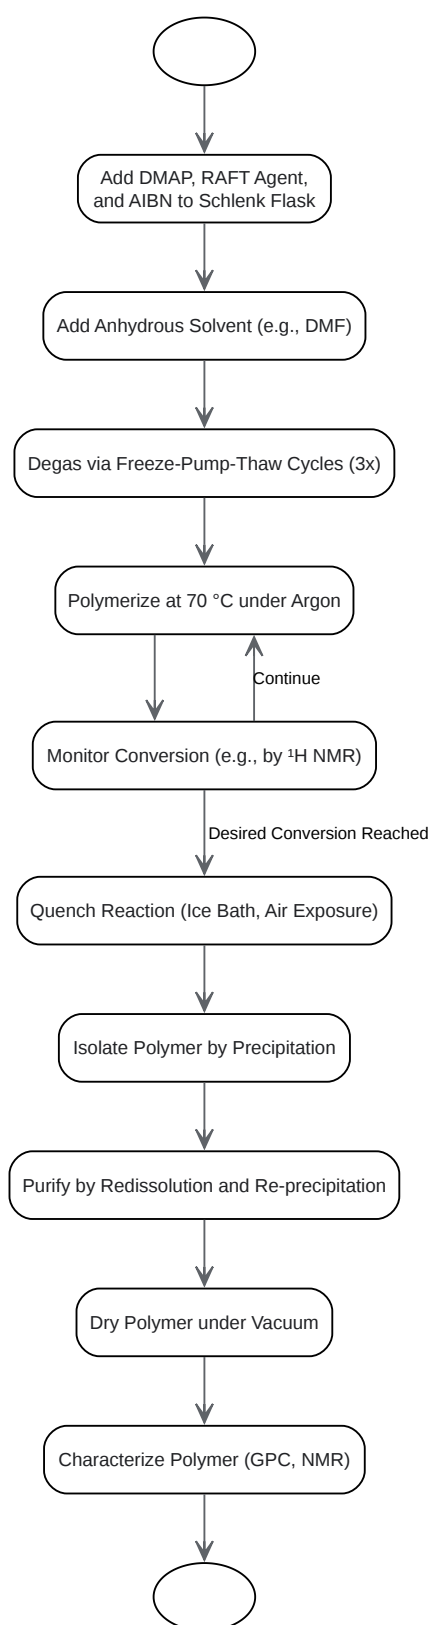 Add DMAP, RAFT Agent,
and AIBN to Schlenk Flask
Add Anhydrous Solvent (e.g., DMF)
Degas via Freeze-Pump-Thaw Cycles (3x)
Polymerize at 70 °C under Argon
Continue
Monitor Conversion (e.g., by ¹H NMR)
Desired Conversion Reached
Quench Reaction (Ice Bath, Air Exposure)
Isolate Polymer by Precipitation
Purify by Redissolution and Re-precipitation
Dry Polymer under Vacuum
Characterize Polymer (GPC, NMR)